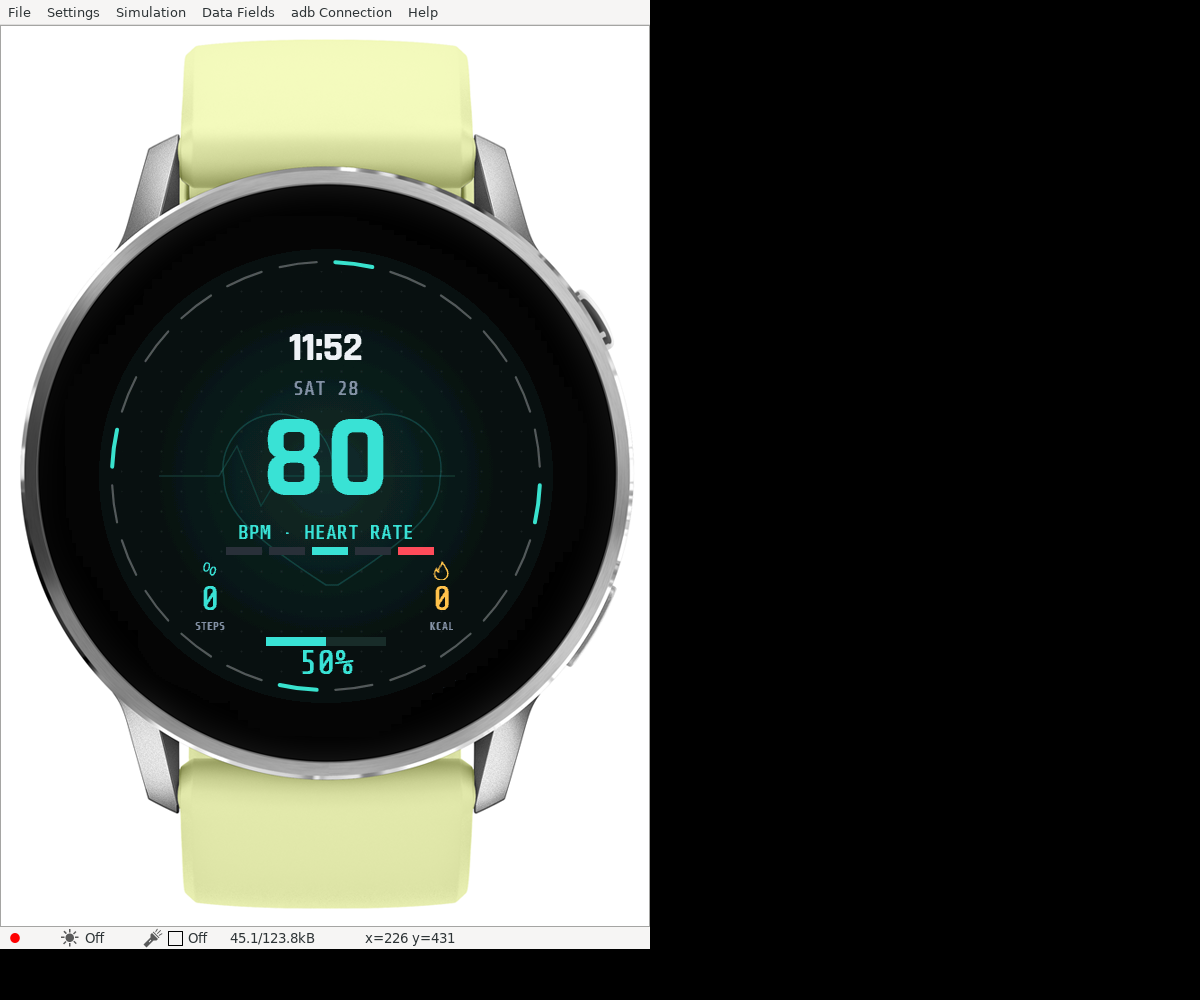 File Settings Simulation Data Fields adb Connection Help
11:52
SAT 28
80
BPM · HEART RATE
0 0
STEPS KCAL
50%
Off Off 45.1/123.8kB x=226 y=431